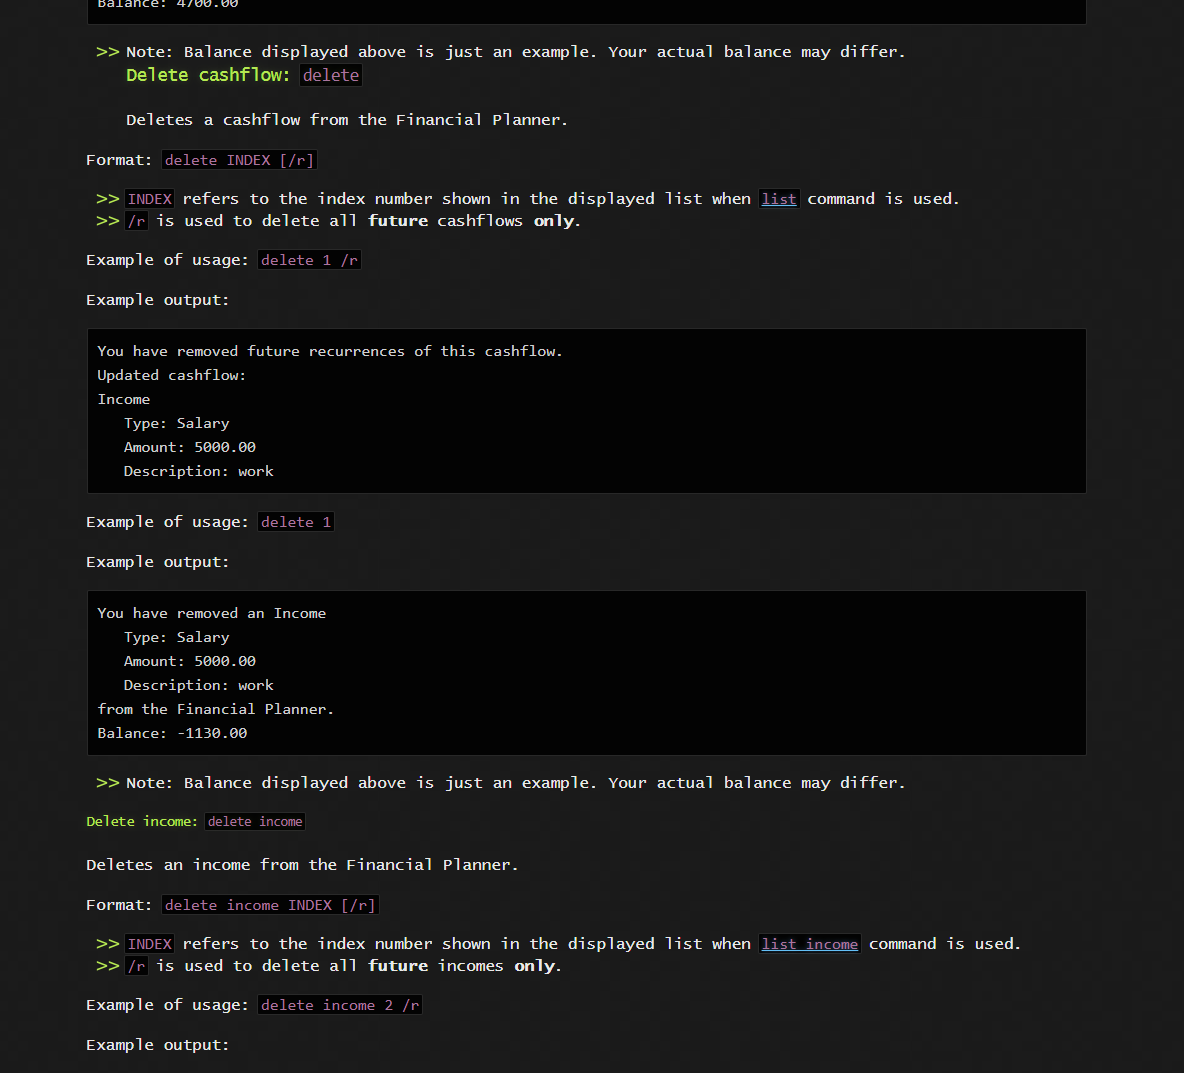 Balance: 4700.00
>> Note: Balance displayed above is just an example. Your actual balance may differ.
Delete cashflow: delete
Deletes a cashflow from the Financial Planner.
Format: delete INDEX [/r]
>> INDEX refers to the index number shown in the displayed list when list command is used.
>> /r is used to delete all future cashflows only.
Example of usage: delete 1 /r
Example output:
You have removed future recurrences of this cashflow.
Updated cashflow:
Income
Type: Salary
Amount: 5000.00
Description: work
Example of usage: delete 1
Example output:
You have removed an Income
Type: Salary
Amount: 5000.00
Description: work
from the Financial Planner.
Balance: -1130.00
>> Note: Balance displayed above is just an example. Your actual balance may differ.
Delete income: delete income
Deletes an income from the Financial Planner.
Format: delete income INDEX [/r]
>> INDEX refers to the index number shown in the displayed list when list income command is used.
>> /r is used to delete all future incomes only.
Example of usage: delete income 2 /r
Example output: